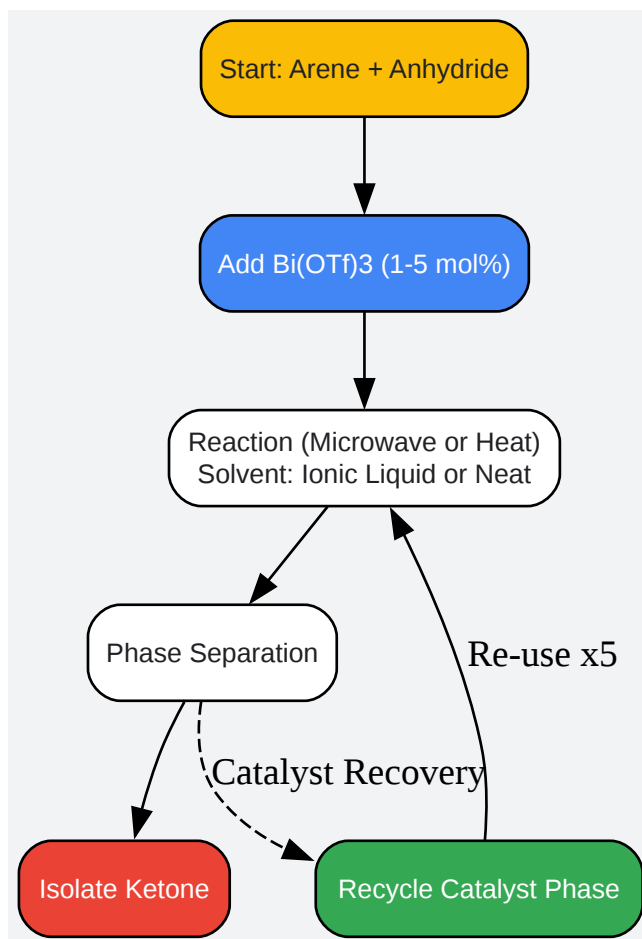 Start: Arene + Anhydride
Add Bi(OTf)3 (1-5 mol%)
Reaction (Microwave or Heat)
Solvent: Ionic Liquid or Neat
Phase Separation
Re-use x5
Catalyst Recovery
Isolate Ketone
Recycle Catalyst Phase